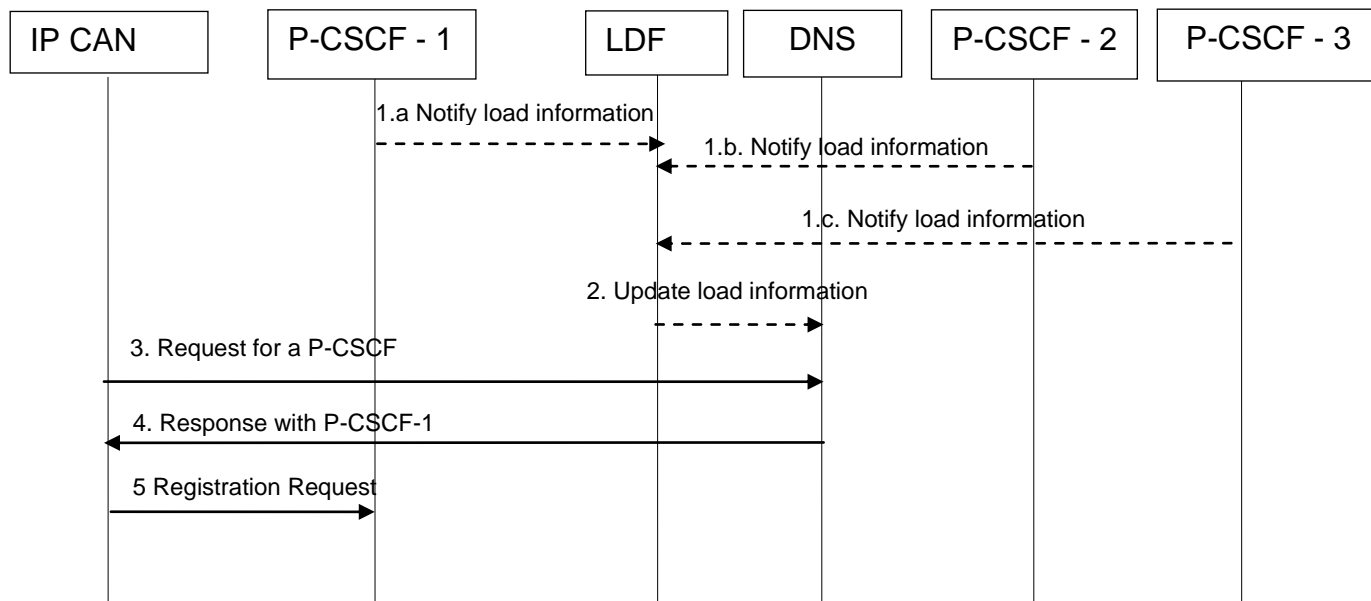 IP CAN
P-CSCF - 1
LDF
DNS
P-CSCF - 2
P-CSCF - 3
1.a Notify load information
1.b. Notify load information
1.c. Notify load information
2. Update load information
3. Request for a P-CSCF
4. Response with P-CSCF-1
5 Registration Request